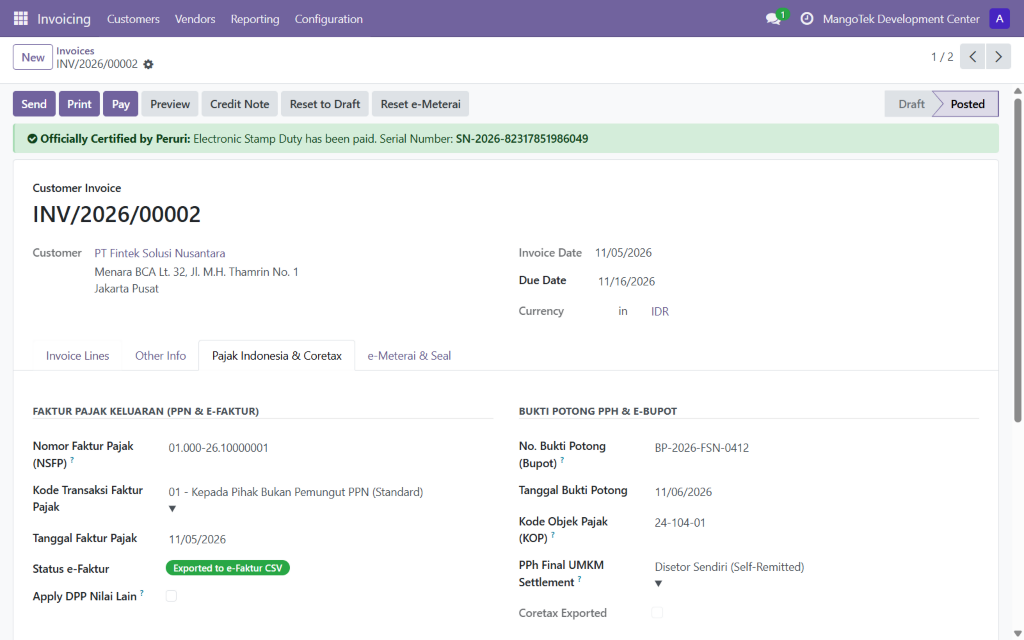 Invoicing Customers Vendors Reporting Configuration 1 MangoTek Development Center A
New Invoices 1 / 2
INV/2026/00002
Send Print Pay Preview Credit Note Reset to Draft Reset e-Meterai Draft Posted
Officially Certified by Peruri: Electronic Stamp Duty has been paid. Serial Number: SN-2026-82317851986049
Customer Invoice
INV/2026/00002
Customer PT Fintek Solusi Nusantara
Menara BCA Lt. 32, Jl. M.H. Thamrin No. 1
Jakarta Pusat
Invoice Date 11/05/2026
Due Date 11/16/2026
Currency in IDR
Invoice Lines Other Info Pajak Indonesia & Coretax e-Meterai & Seal
FAKTUR PAJAK KELUARAN (PPN & E-FAKTUR)
Nomor Faktur Pajak (NSFP) ? 01.000-26.10000001
Kode Transaksi Faktur Pajak 01 - Kepada Pihak Bukan Pemungut PPN (Standard)
Tanggal Faktur Pajak 11/05/2026
Status e-Faktur Exported to e-Faktur CSV
Apply DPP Nilai Lain ?
BUKTI POTONG PPH & E-BUPOT
No. Bukti Potong (Bupot) ? BP-2026-FSN-0412
Tanggal Bukti Potong 11/06/2026
Kode Objek Pajak (KOP) ? 24-104-01
PPh Final UMKM Settlement ? Disetor Sendiri (Self-Remitted)
Coretax Exported